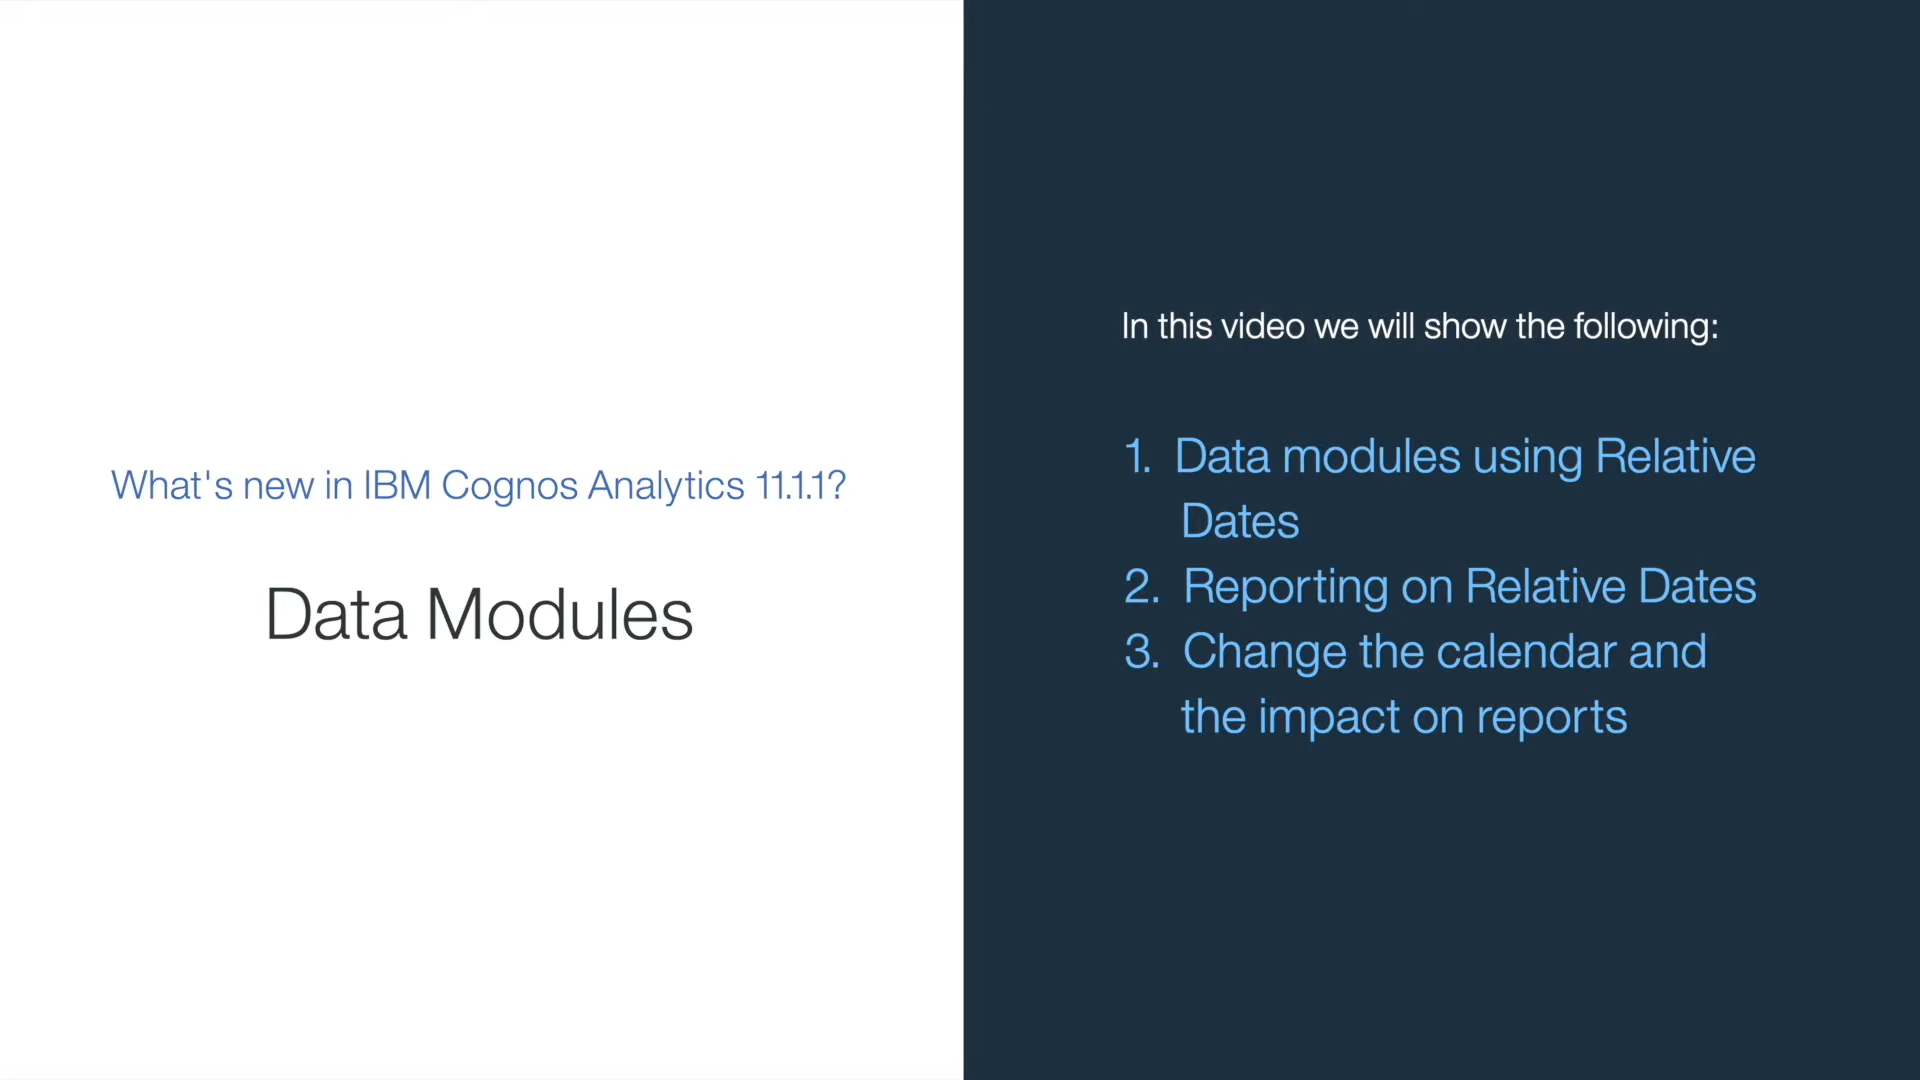 What's new in IBM Cognos Analytics 11.1.1?
Data Modules
In this video we will show the following:
1. Data modules using Relative
Dates
2. Reporting on Relative Dates
3. Change the calendar and
the impact on reports